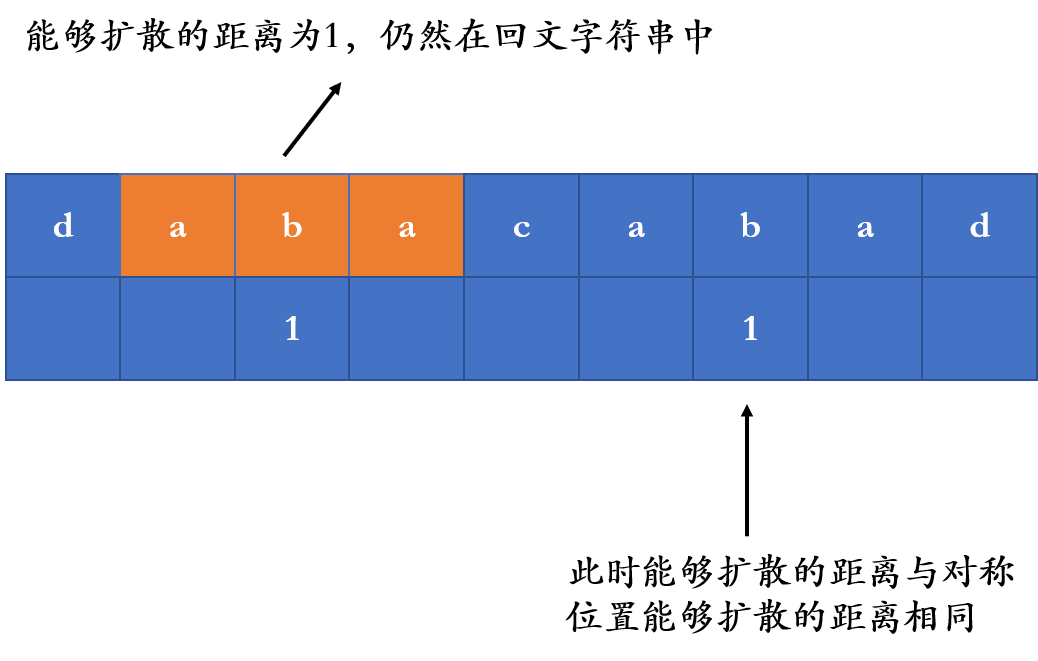 能够扩散的距离为1，仍然在回文字符串中
d a b a c a b a d
1 1
此时能够扩散的距离与对称
位置能够扩散的距离相同